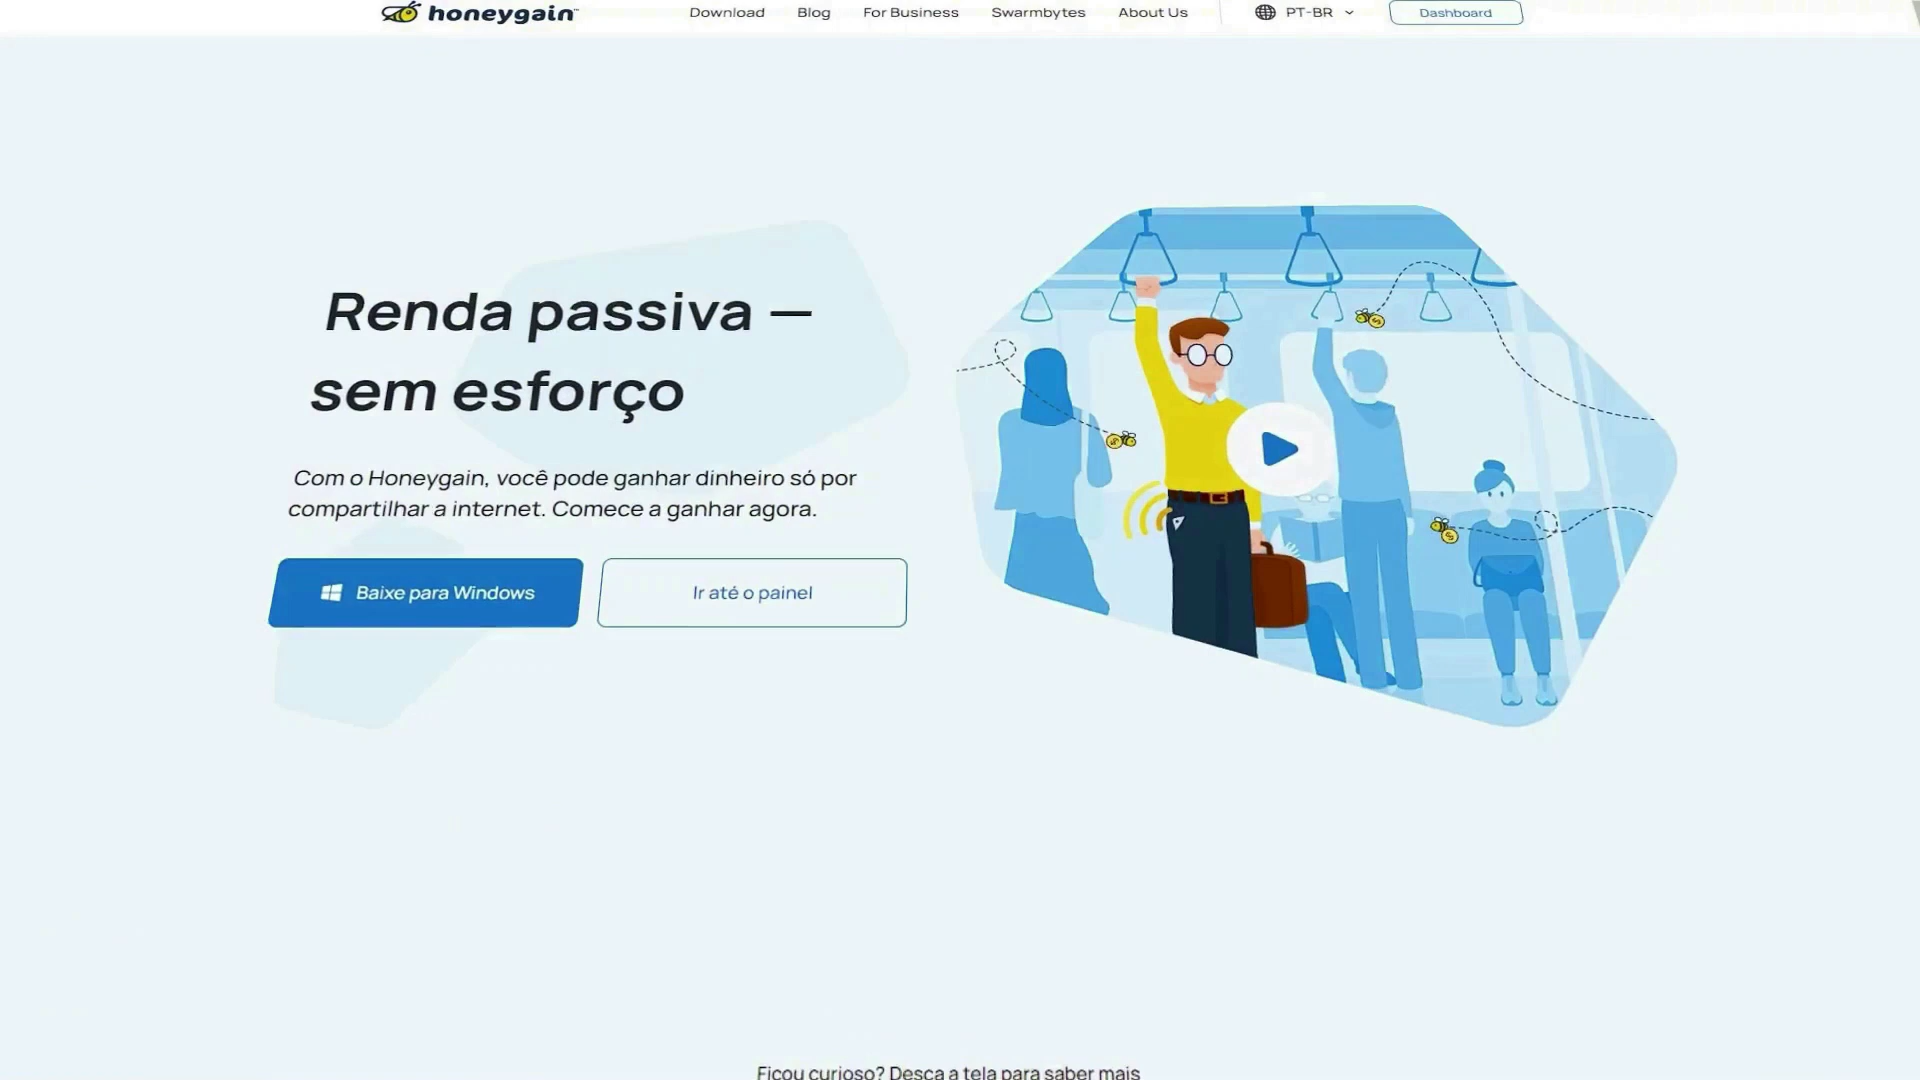 honeygain™
Download
Blog
For Business
Swarmbytes
About Us
PT-BR
Dashboard
Renda passiva —
sem esforço
Com o Honeygain, você pode ganhar dinheiro só por
compartilhar a internet. Comece a ganhar agora.
Baixe para Windows
Ir até o painel
Ficou curioso? Desça a tela para saber mais